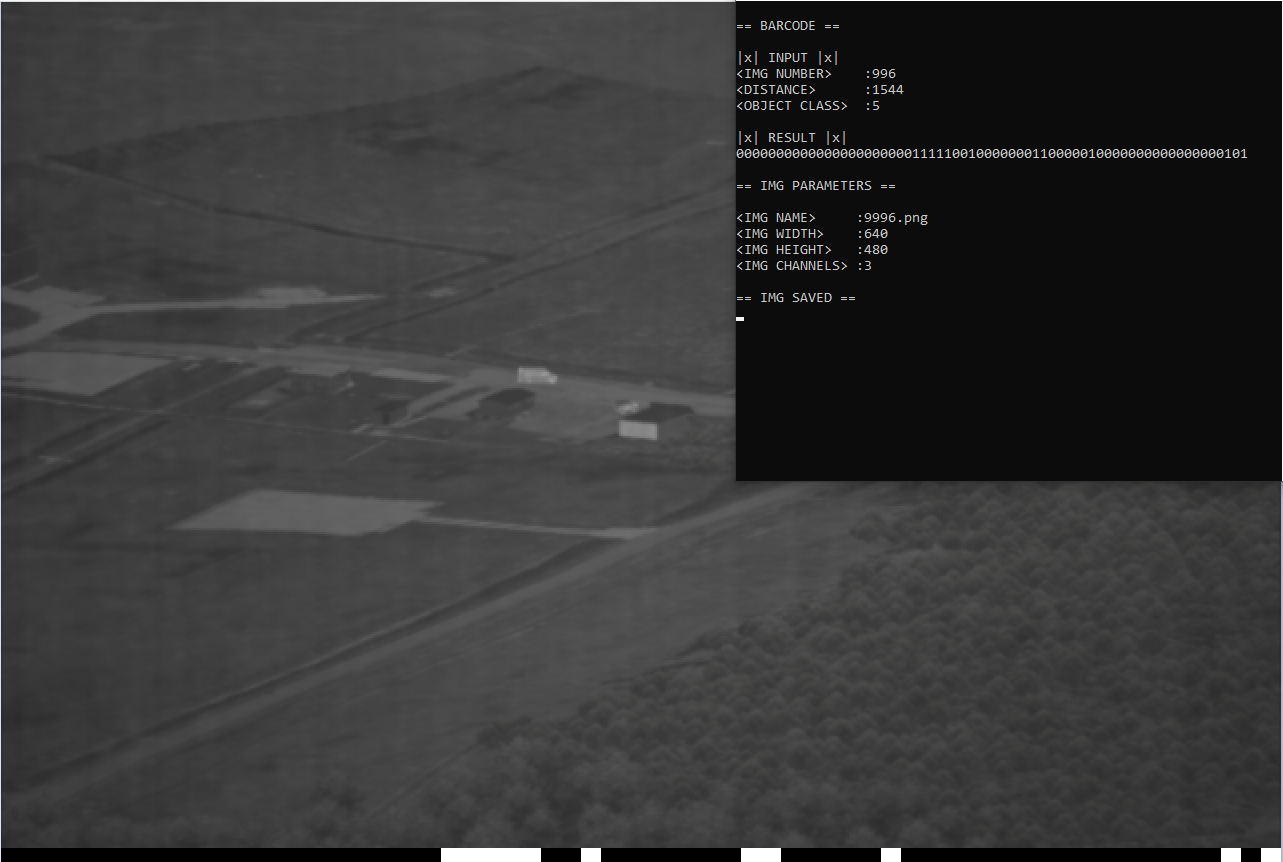 == BARCODE ==
|x| INPUT |x|
<IMG NUMBER> :996
<DISTANCE> :1544
<OBJECT CLASS> :5
|x| RESULT |x|
0000000000000000000000111110010000000110000010000000000000000101
== IMG PARAMETERS ==
<IMG NAME> :9996.png
<IMG WIDTH> :640
<IMG HEIGHT> :480
<IMG CHANNELS> :3
== IMG SAVED ==